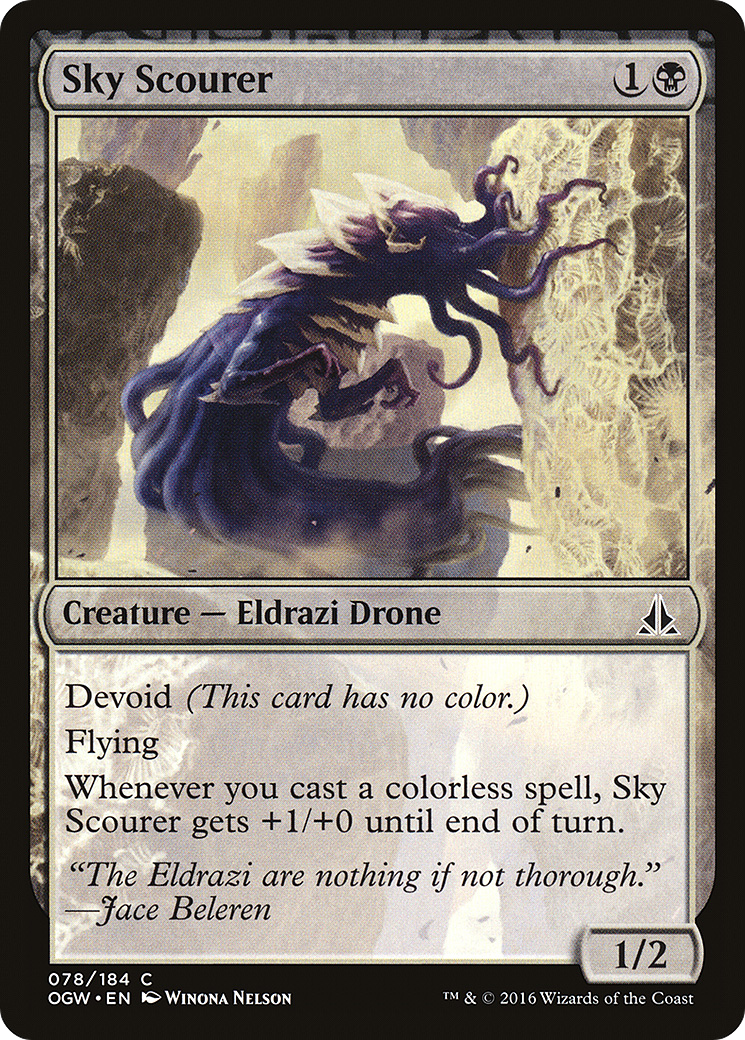 Sky Scourer 1
Creature — Eldrazi Drone
Devoid (This card has no color.)
Flying
Whenever you cast a colorless spell, Sky
Scourer gets +1/+0 until end of turn.
“The Eldrazi are nothing if not thorough.”
—Jace Beleren
1/2
078/184 C
OGW • EN Winona Nelson
™ & © 2016 Wizards of the Coast